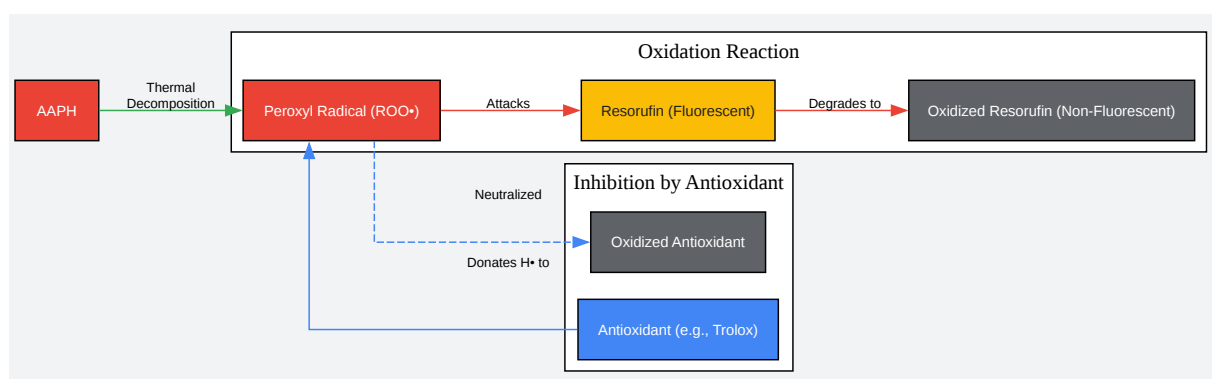 Oxidation Reaction
AAPH
Thermal
Decomposition
Peroxyl Radical (ROO•)
Attacks
Resorufin (Fluorescent)
Degrades to
Oxidized Resorufin (Non-Fluorescent)
Inhibition by Antioxidant
Neutralized
Oxidized Antioxidant
Donates H• to
Antioxidant (e.g., Trolox)